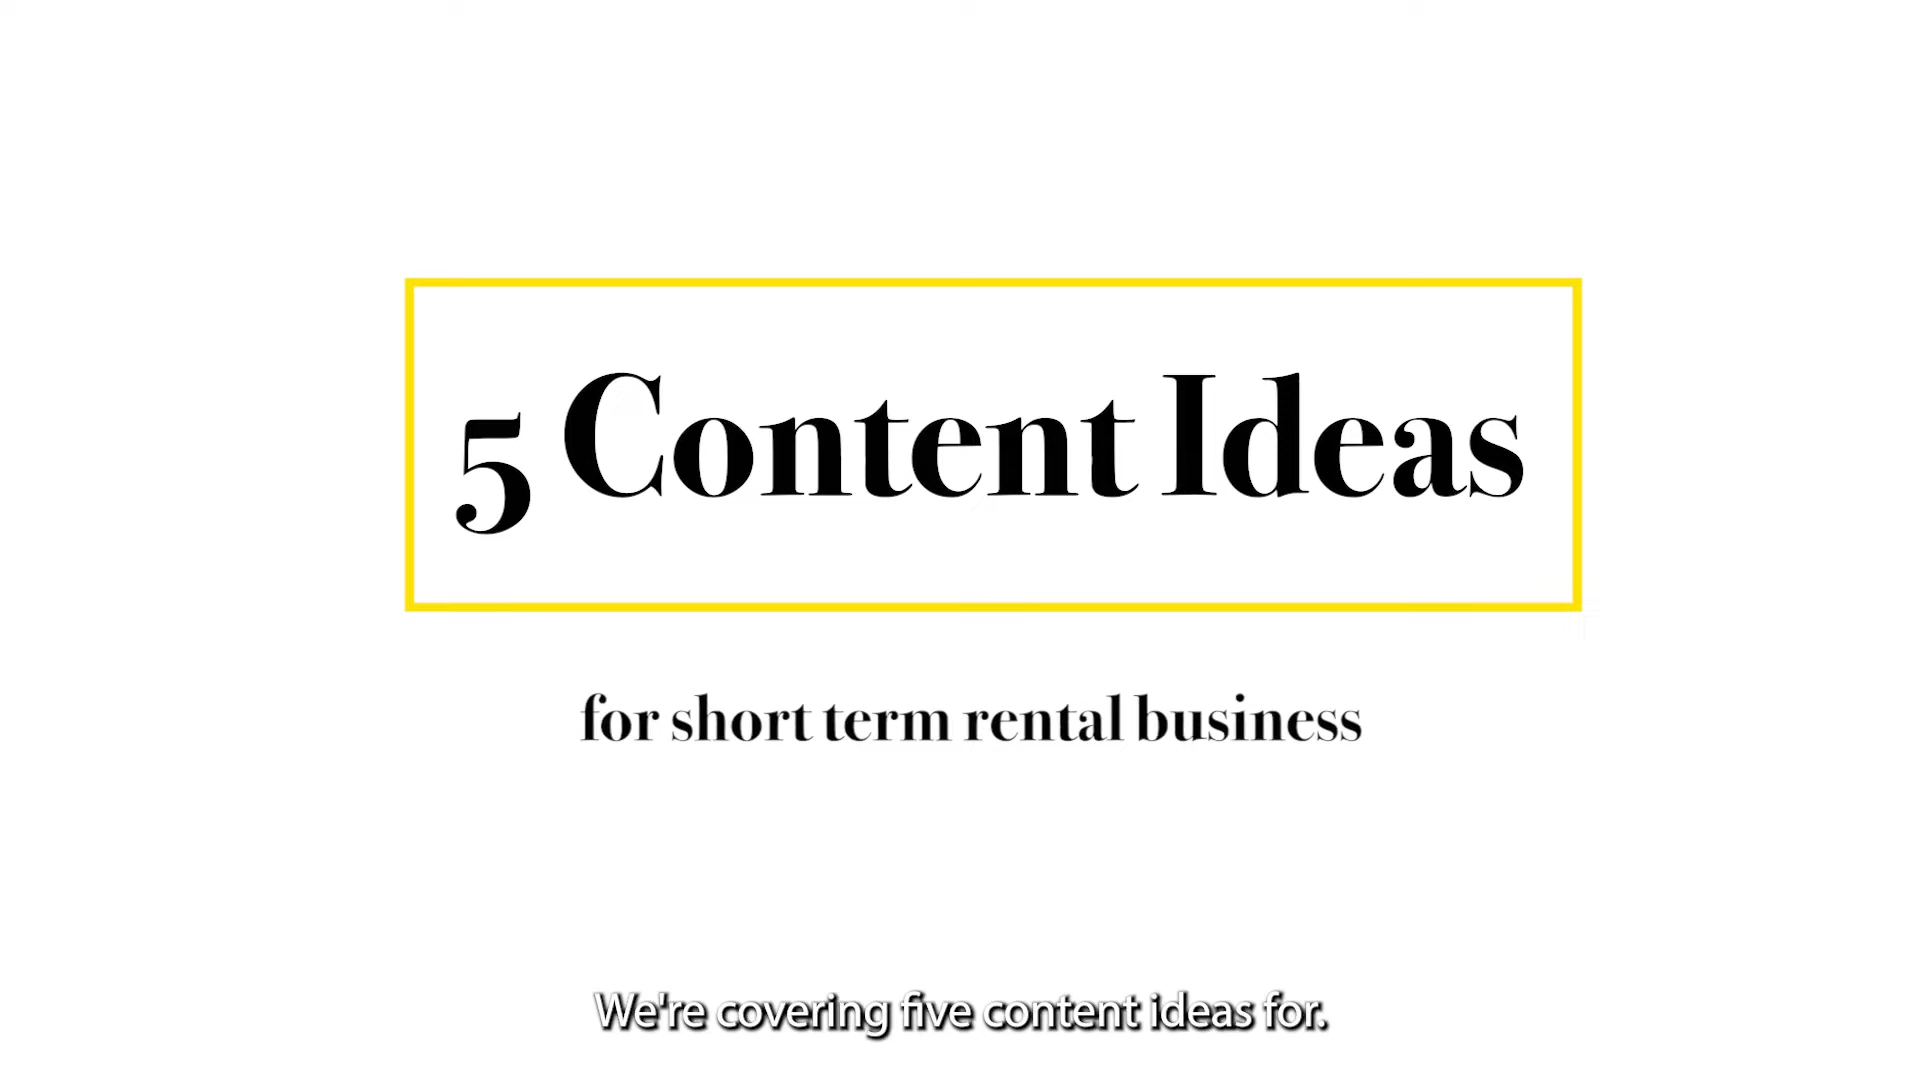 5 Content Ideas
for short term rental business
We're covering five content ideas for.